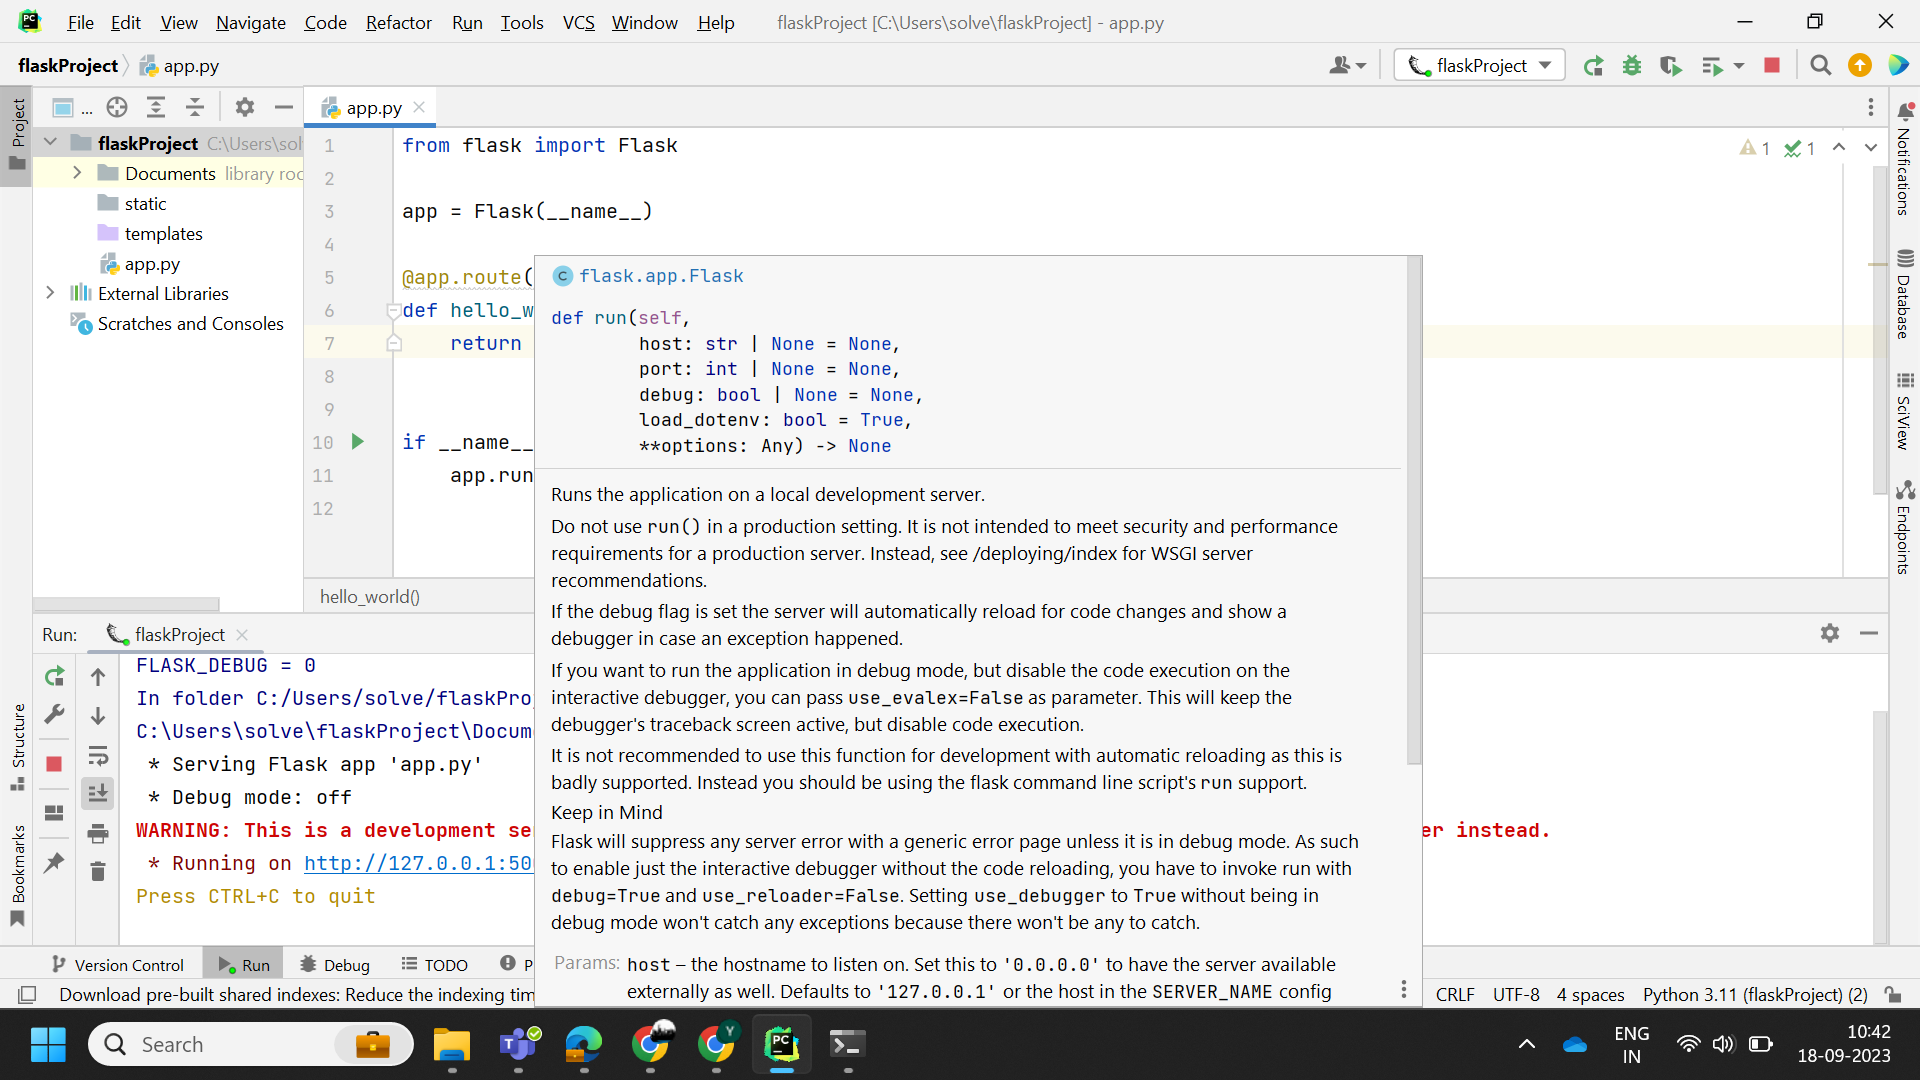 File Edit View Navigate Code Refactor Run Tools VCS Window Help flaskProject [C:\Users\solve\flaskProject] - app.py
flaskProject app.py
flaskProject
Project
...
app.py
flaskProject C:\Users\sol
Documents library roo
static
templates
app.py
External Libraries
Scratches and Consoles
1 from flask import Flask
2
3 app = Flask(__name__)
4
5 @app.route(
6 def hello_w
7 return
8
9
10 if __name__
11 app.run
12
1 1
hello_world()
C flask.app.Flask
def run(self,
host: str | None = None,
port: int | None = None,
debug: bool | None = None,
load_dotenv: bool = True,
**options: Any) -> None
Runs the application on a local development server.
Do not use run() in a production setting. It is not intended to meet security and performance
requirements for a production server. Instead, see /deploying/index for WSGI server
recommendations.
If the debug flag is set the server will automatically reload for code changes and show a
debugger in case an exception happened.
If you want to run the application in debug mode, but disable the code execution on the
interactive debugger, you can pass use_evalex=False as parameter. This will keep the
debugger's traceback screen active, but disable code execution.
It is not recommended to use this function for development with automatic reloading as this is
badly supported. Instead you should be using the flask command line script's run support.
Keep in Mind
Flask will suppress any server error with a generic error page unless it is in debug mode. As such
to enable just the interactive debugger without the code reloading, you have to invoke run with
debug=True and use_reloader=False. Setting use_debugger to True without being in
debug mode won't catch any exceptions because there won't be any to catch.
Params: host – the hostname to listen on. Set this to '0.0.0.0' to have the server available
externally as well. Defaults to '127.0.0.1' or the host in the SERVER_NAME config
Notifications
Database
SciView
Endpoints
Structure
Bookmarks
Run: flaskProject
FLASK_DEBUG = 0
In folder C:/Users/solve/flaskProj
C:\Users\solve\flaskProject\Docum
* Serving Flask app 'app.py'
* Debug mode: off
WARNING: This is a development se er instead.
* Running on http://127.0.0.1:50
Press CTRL+C to quit
Version Control Run Debug TODO P
Download pre-built shared indexes: Reduce the indexing tim CRLF UTF-8 4 spaces Python 3.11 (flaskProject) (2)
Search
T
Y
PC
ENG
IN
10:42
18-09-2023